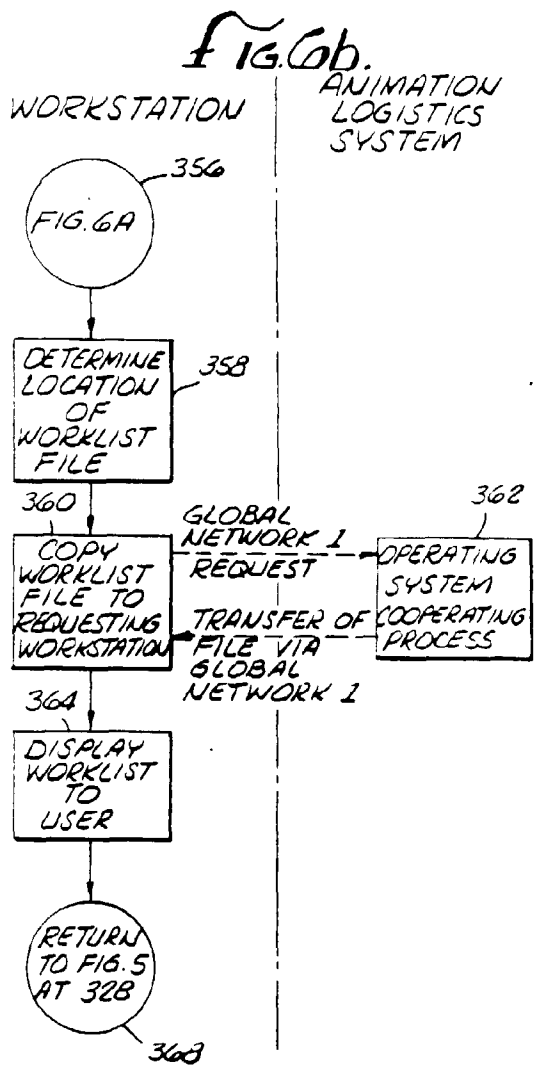 FIG. 6b.
WORKSTATION
ANIMATION
LOGISTICS
SYSTEM
356
FIG. 6A
DETERMINE
LOCATION
OF
WORKLIST
FILE
358
360
COPY
WORKLIST
FILE TO
REQUESTING
WORKSTATION
GLOBAL
NETWORK 1
REQUEST
TRANSFER OF
FILE VIA
GLOBAL
NETWORK 1
362
OPERATING
SYSTEM
COOPERATING
PROCESS
364
DISPLAY
WORKLIST
TO
USER
RETURN
TO FIG. 5
AT 328
368